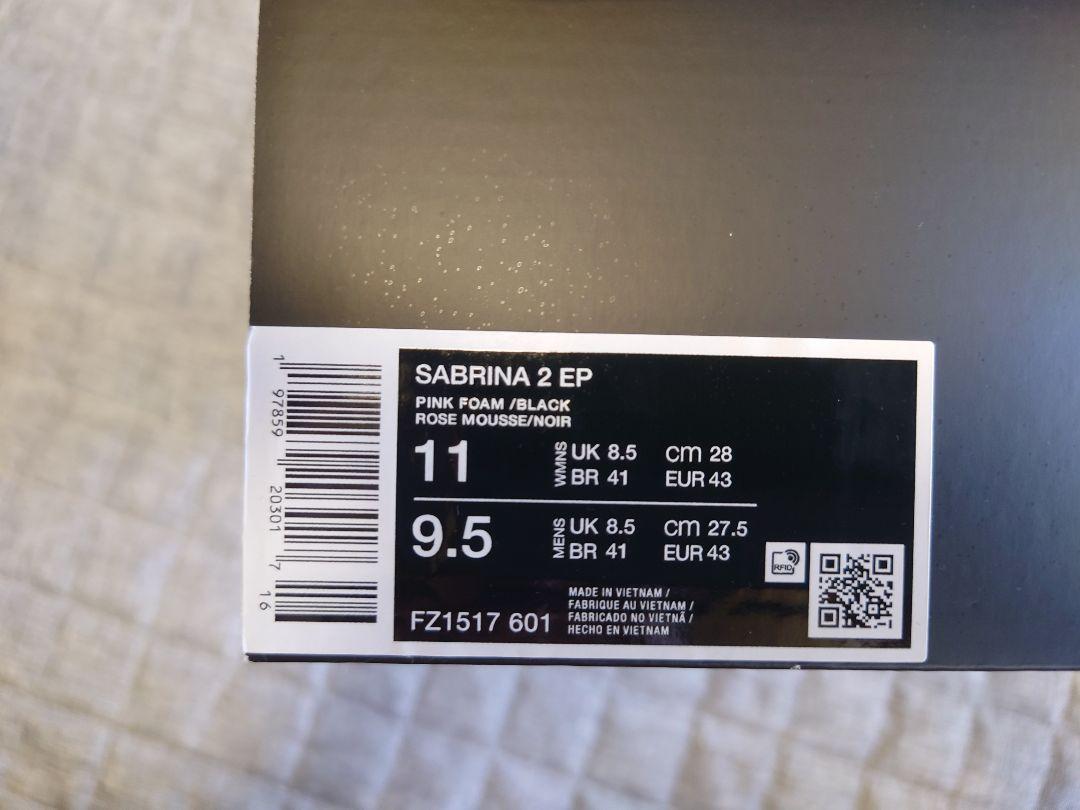 SABRINA 2 EP
PINK FOAM /BLACK
ROSE MOUSSE/NOIR
11
WMNS
UK 8.5 cm 28
BR 41 EUR 43
9.5
MENS
UK 8.5 cm 27.5
BR 41 EUR 43
RFID
FZ1517 601
MADE IN VIETNAM /
FABRIQUE AU VIETNAM /
FABRICADO NO VIETNÃ /
HECHO EN VIETNAM
1 97859 20301 7 16